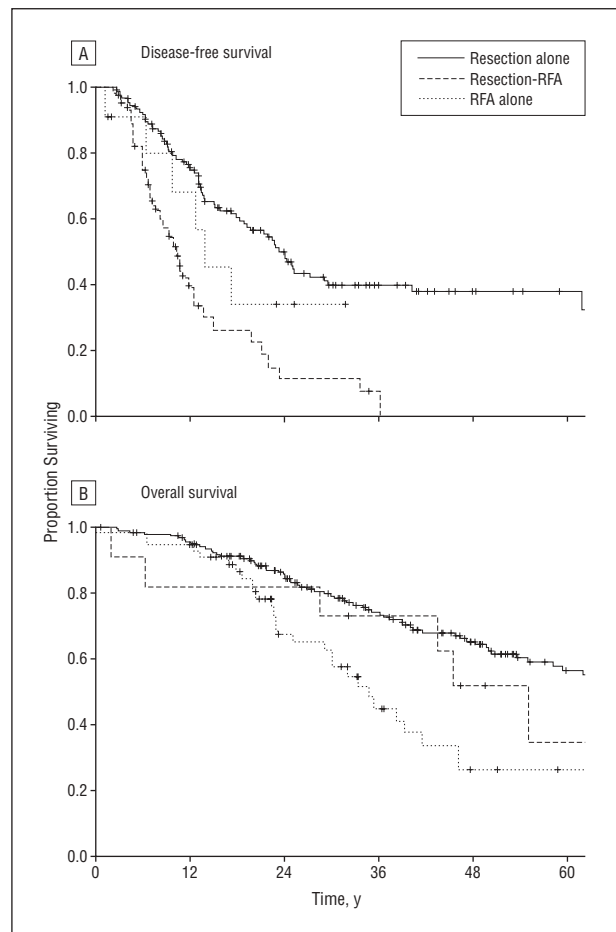 A Disease-free survival
Resection alone
Resection-RFA
RFA alone
1.0
0.8
0.6
0.4
0.2
0.0
Proportion Surviving
B Overall survival
1.0
0.8
0.6
0.4
0.2
0.0
0 12 24 36 48 60
Time, y